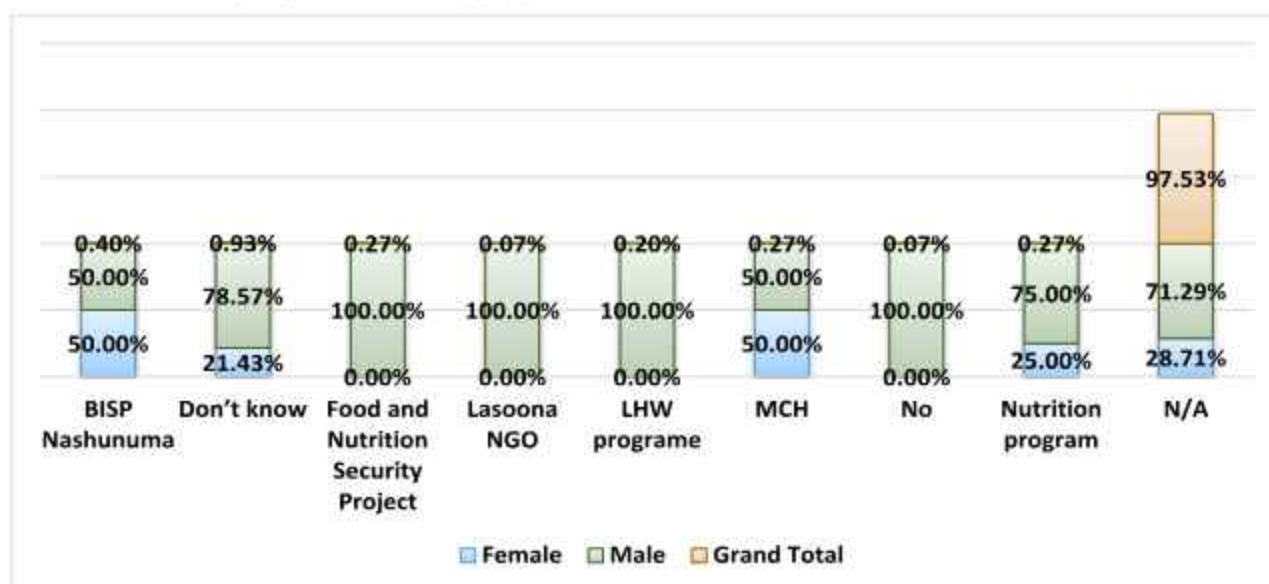 97.53%
0.40% 0.93% 0.27% 0.07% 0.20% 0.27% 0.07% 0.27%
50.00% 78.57% 100.00% 100.00% 100.00% 50.00% 100.00% 75.00% 71.29%
50.00% 21.43% 0.00% 0.00% 0.00% 50.00% 0.00% 25.00% 28.71%
BISP Don't know Food and Lasoona LHW MCH No Nutrition N/A
Nashunuma Nutrition NGO programe program
Security
Project
Female Male Grand Total